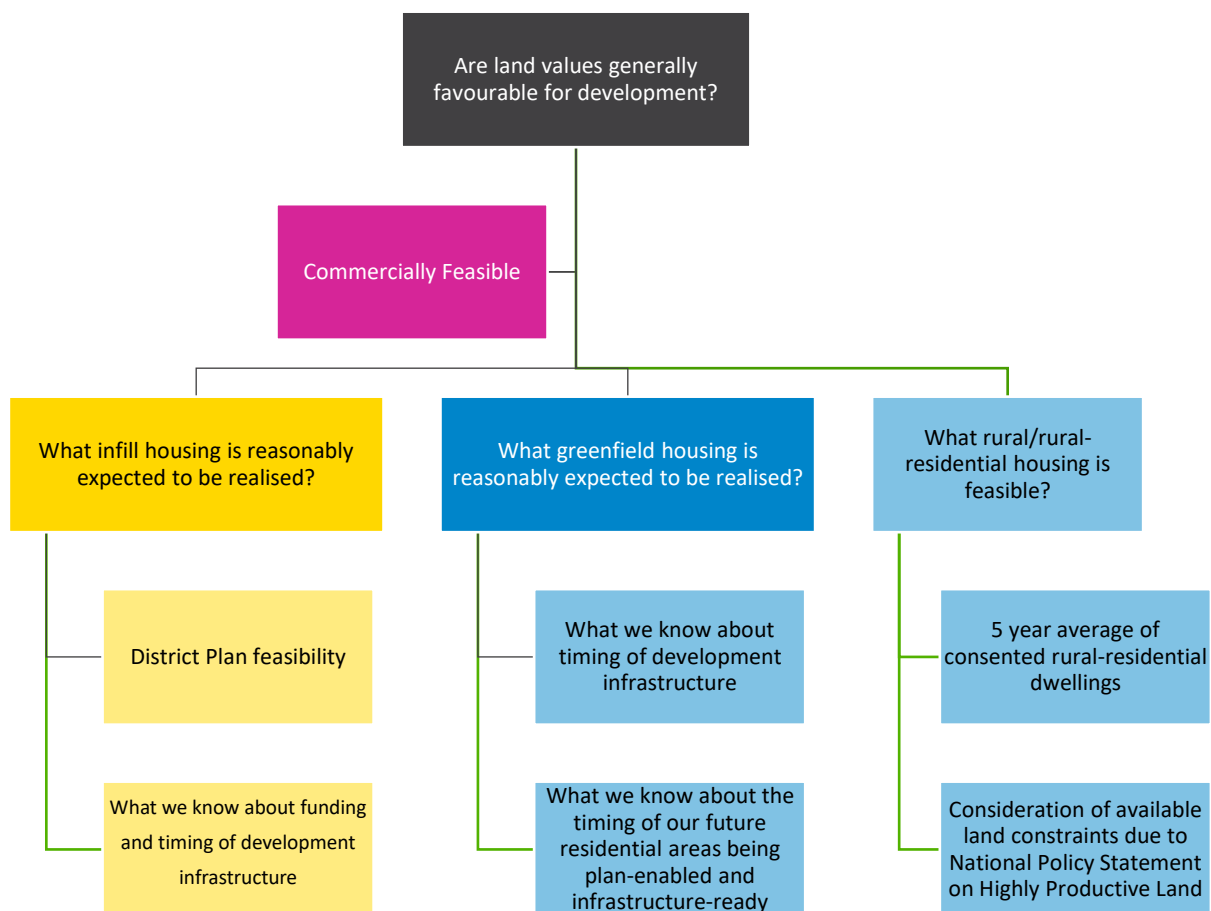 Are land values generally
favourable for development?
Commercially Feasible
What infill housing is reasonably
expected to be realised?
What greenfield housing is
reasonably expected to be realised?
What rural/rural-
residential housing is
feasible?
District Plan feasibility
What we know about
timing of development
infrastructure
5 year average of
consented rural-residential
dwellings
What we know about funding
and timing of development
infrastructure
What we know about the
timing of our future
residential areas being
plan-enabled and
infrastructure-ready
Consideration of available
land constraints due to
National Policy Statement
on Highly Productive Land